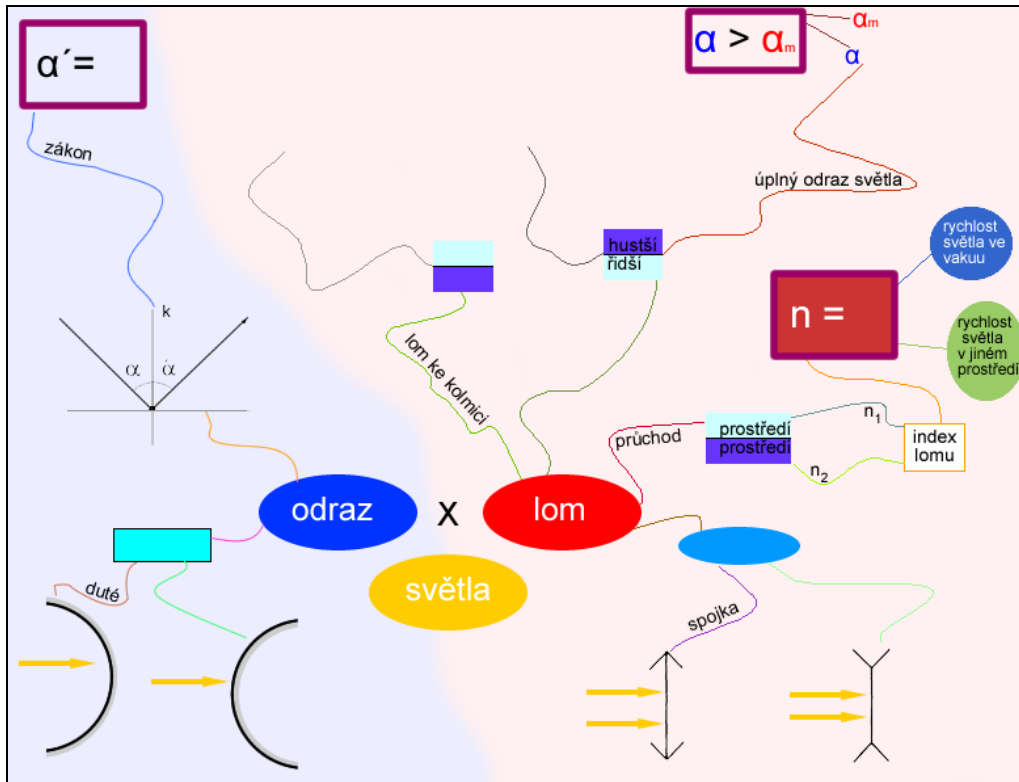 α´=
α > αm
αm
α
zákon
úplný odraz světla
hustší
řidší
rychlost
světla ve
vakuu
n =
rychlost
světla
v jiném
prostředí
k
α ά
lom ke kolmici
průchod
prostředí
prostředí
n1
n2
index
lomu
odraz
x
lom
světla
duté
spojka